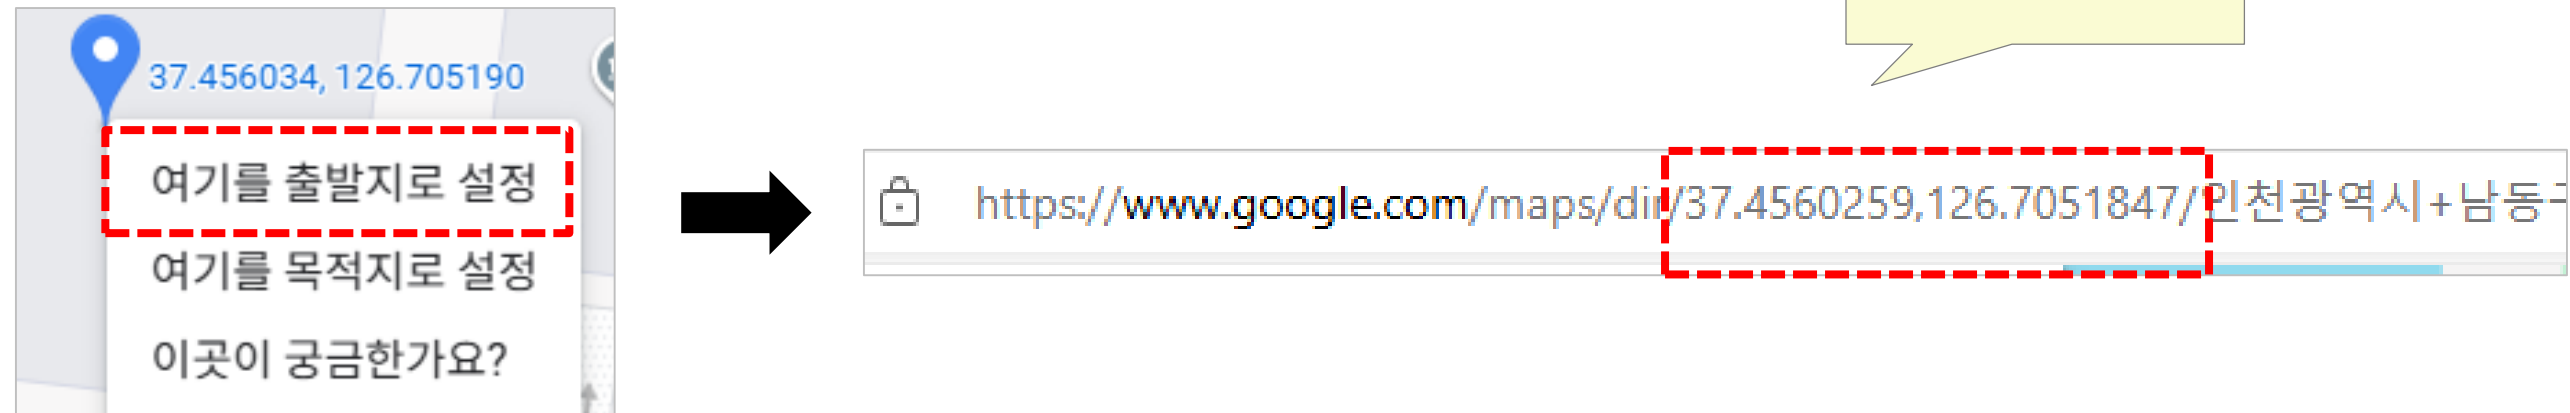 37.456034, 126.705190
여기를 출발지로 설정
여기를 목적지로 설정
이곳이 궁금한가요?
https://www.google.com/maps/dir/37.4560259,126.7051847/인천광역시+남동구